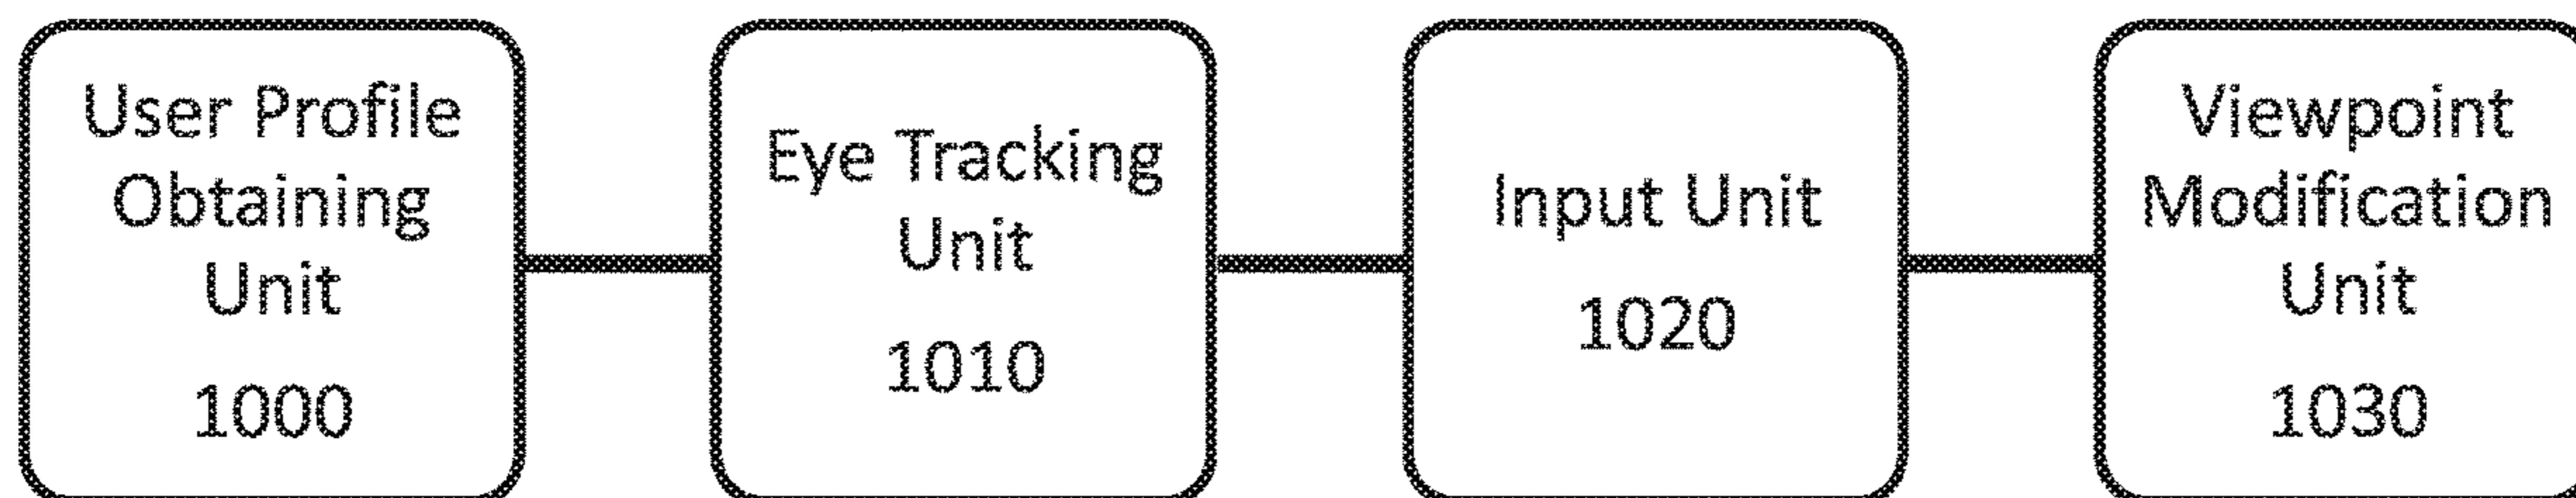 User Profile
Obtaining
Unit
1000
Eye Tracking
Unit
1010
Input Unit
1020
Viewpoint
Modification
Unit
1030